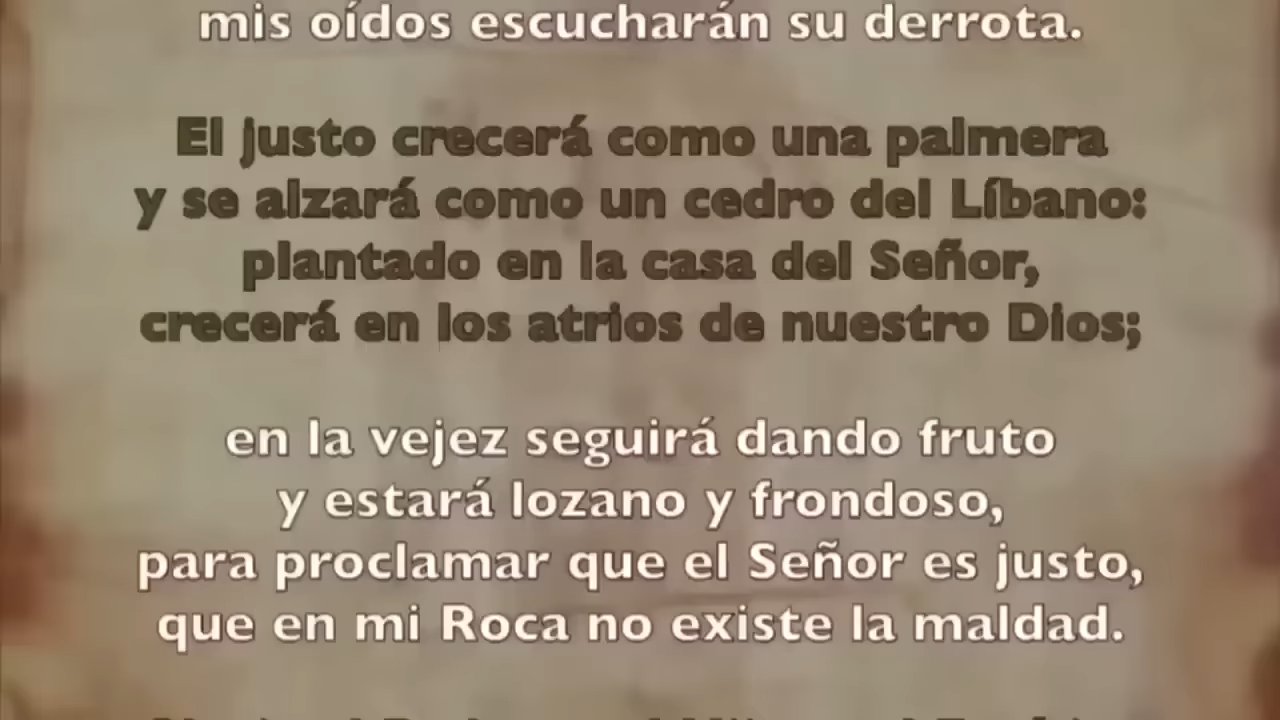 mis oídos escucharán su derrota.
El justo crecerá como una palmera
y se alzará como un cedro del Líbano:
plantado en la casa del Señor,
crecerá en los atrios de nuestro Dios;
en la vejez seguirá dando fruto
y estará lozano y frondoso,
para proclamar que el Señor es justo,
que en mi Roca no existe la maldad.